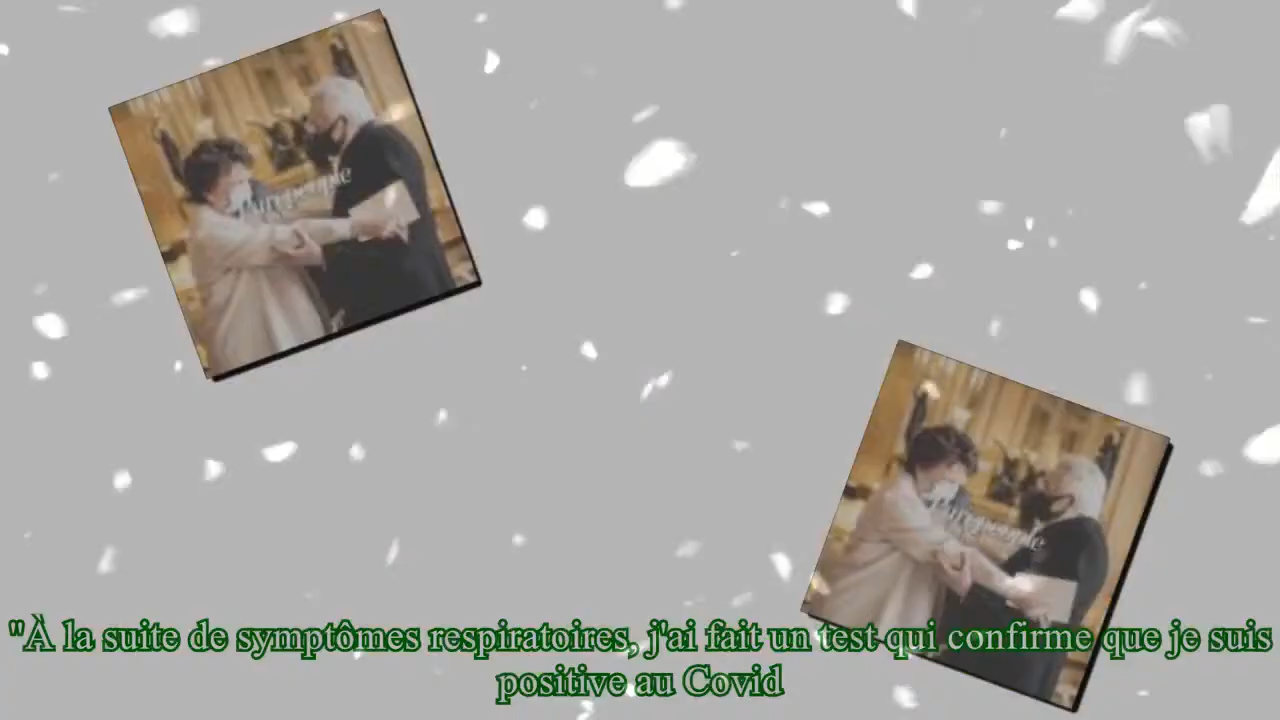 "À la suite de symptômes respiratoires, j'ai fait un test qui confirme que je suis
positive au Covid